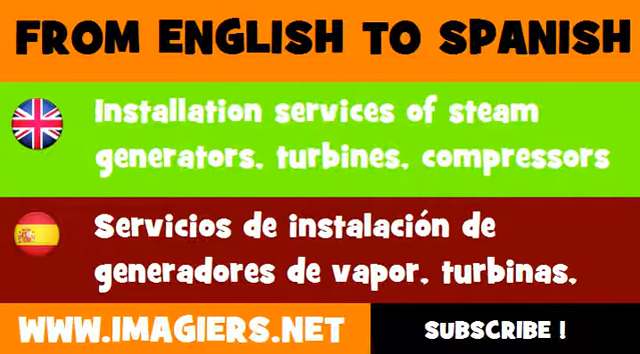 FROM ENGLISH TO SPANISH
Installation services of steam
generators, turbines, compressors
Servicios de instalación de
generadores de vapor, turbinas,
WWW.IMAGIERS.NET
SUBSCRIBE !